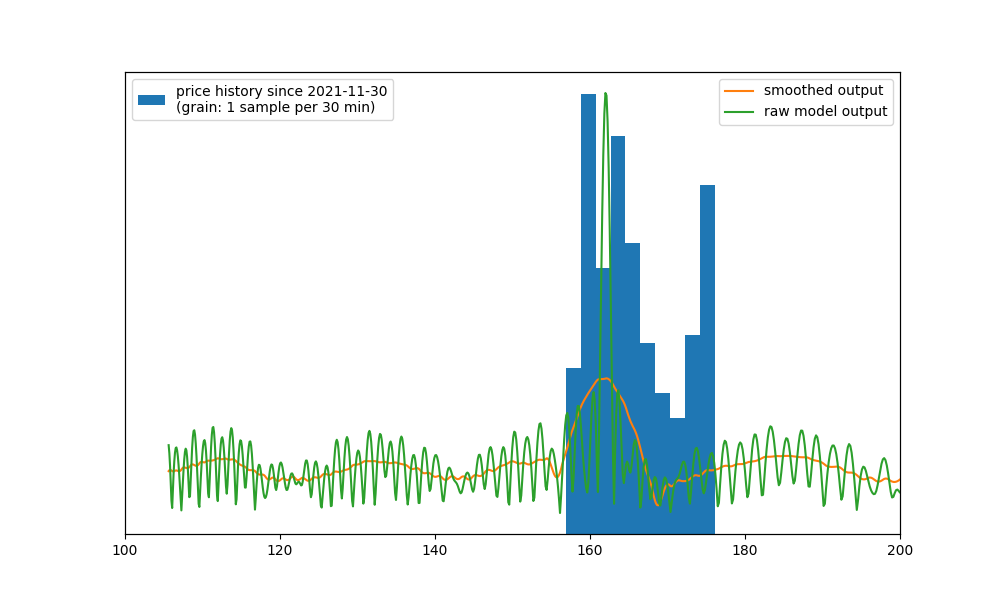 price history since 2021-11-30
(grain: 1 sample per 30 min)
smoothed output
raw model output
100
120
140
160
180
200